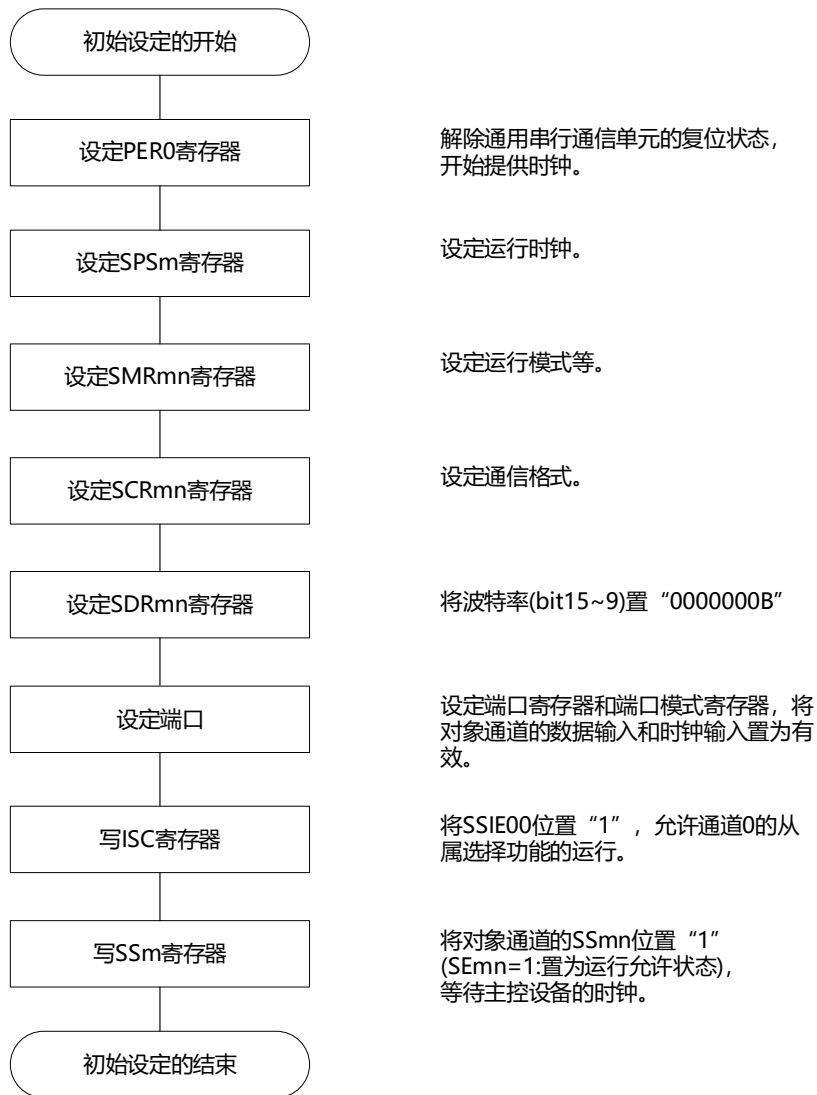 初始设定的开始
设定PER0寄存器
解除通用串行通信单元的复位状态，
开始提供时钟。
设定SPSm寄存器
设定运行时钟。
设定SMRmn寄存器
设定运行模式等。
设定SCRmn寄存器
设定通信格式。
设定SDRmn寄存器
将波特率(bit15~9)置“0000000B”
设定端口
设定端口寄存器和端口模式寄存器，将
对象通道的数据输入和时钟输入置为有
效。
写ISC寄存器
将SSIE00位置“1”，允许通道0的从
属选择功能的运行。
写SSm寄存器
将对象通道的SSmn位置“1”
(SEmn=1:置为运行允许状态)，
等待主控设备的时钟。
初始设定的结束